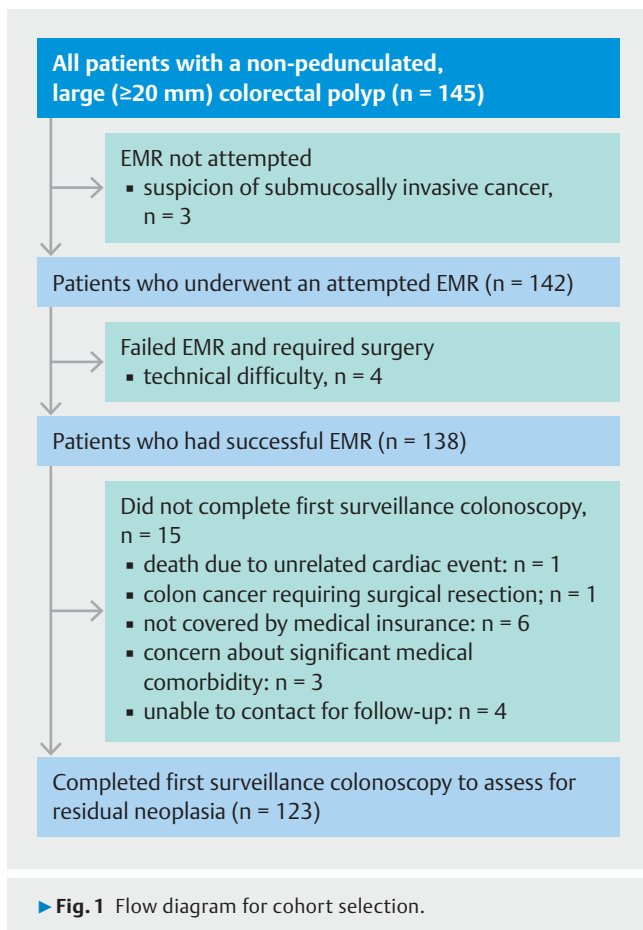 All patients with a non-pedunculated,
large (≥20 mm) colorectal polyp (n = 145)
EMR not attempted
▪ suspicion of submucosally invasive cancer,
n = 3
Patients who underwent an attempted EMR (n = 142)
Failed EMR and required surgery
▪ technical difficulty, n = 4
Patients who had successful EMR (n = 138)
Did not complete first surveillance colonoscopy,
n = 15
▪ death due to unrelated cardiac event: n = 1
▪ colon cancer requiring surgical resection; n = 1
▪ not covered by medical insurance: n = 6
▪ concern about significant medical
comorbidity: n = 3
▪ unable to contact for follow-up: n = 4
Completed first surveillance colonoscopy to assess for
residual neoplasia (n = 123)
▶ Fig. 1 Flow diagram for cohort selection.